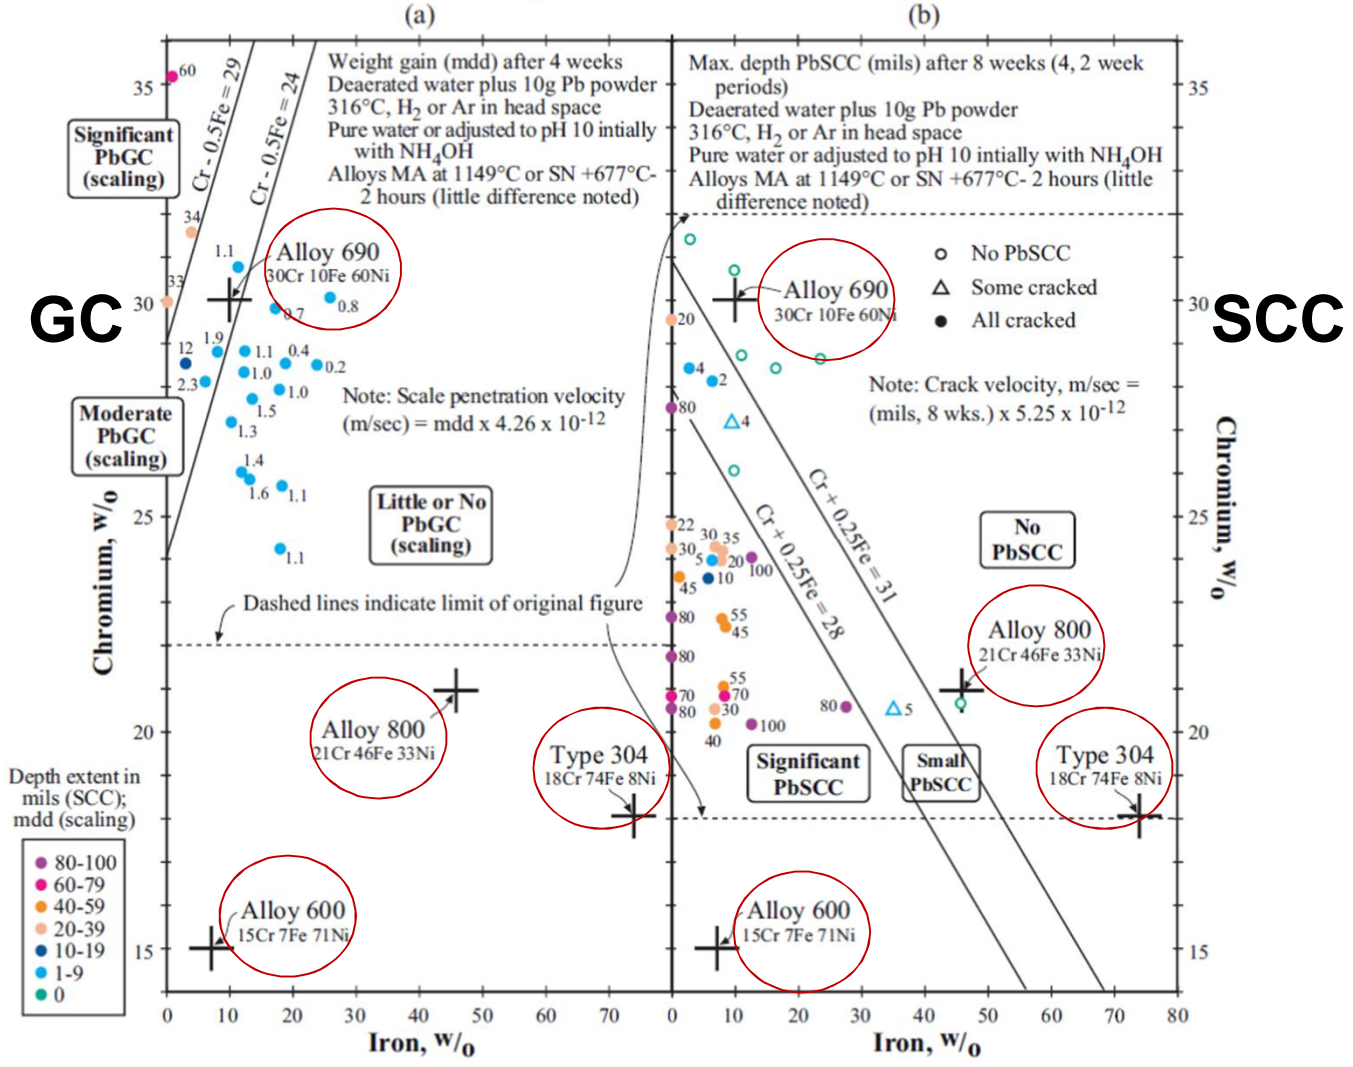 (a)
35
Significant
PbGC
(scaling)
GC
30
Moderate
PbGC
(scaling)
25
Chromium, w/o
20
15
Depth extent in
mils (SCC);
mdd (scaling)
80-100
60-79
40-59
20-39
10-19
1-9
0
Cr - 0.5Fe = 29
Cr - 0.5Fe = 24
Weight gain (mdd) after 4 weeks
Deaerated water plus 10g Pb powder
316°C, H2 or Ar in head space
Pure water or adjusted to pH 10 intially
with NH4OH
Alloys MA at 1149°C or SN +677°C-
2 hours (little difference noted)
60
34
1.1
33
Alloy 690
30Cr 10Fe 60Ni
0.7
0.8
12
1.9
1.1
0.4
0.2
2.3
1.0
1.0
1.5
1.3
1.4
1.6
1.1
1.1
Note: Scale penetration velocity
(m/sec) = mdd x 4.26 x 10-12
Little or No
PbGC
(scaling)
Dashed lines indicate limit of original figure
Alloy 800
21Cr 46Fe 33Ni
Type 304
18Cr 74Fe 8Ni
Alloy 600
15Cr 7Fe 71Ni
0 10 20 30 40 50 60 70
Iron, w/o
(b)
Max. depth PbSCC (mils) after 8 weeks (4, 2 week
periods)
Deaerated water plus 10g Pb powder
316°C, H2 or Ar in head space
Pure water or adjusted to pH 10 intially with NH4OH
Alloys MA at 1149°C or SN +677°C- 2 hours (little
difference noted)
No PbSCC
Some cracked
All cracked
Alloy 690
30Cr 10Fe 60Ni
Note: Crack velocity, m/sec =
(mils, 8 wks.) x 5.25 x 10-12
20
4
2
80
4
22
30
30
35
5
20
100
45
10
80
55
45
80
55
70
70
80
30
40
100
80
5
Cr + 0.25Fe = 31
Cr + 0.25Fe = 28
No
PbSCC
Alloy 800
21Cr 46Fe 33Ni
Significant
PbSCC
Small
PbSCC
Type 304
18Cr 74Fe 8Ni
Alloy 600
15Cr 7Fe 71Ni
0 10 20 30 40 50 60 70 80
Iron, w/o
35
30
SCC
25
Chromium, w/o
20
15